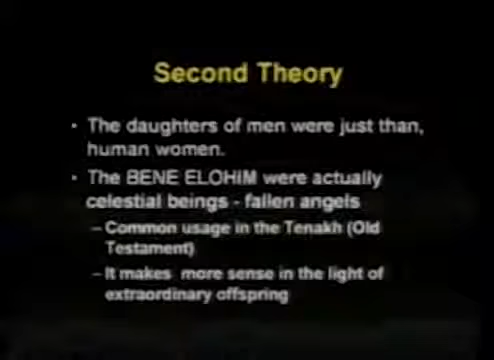 Second Theory
• The daughters of men were just than,
human women.
• The BENE ELOHIM were actually
celestial beings - fallen angels
– Common usage in the Tenakh (Old
Testament)
– It makes more sense in the light of
extraordinary offspring